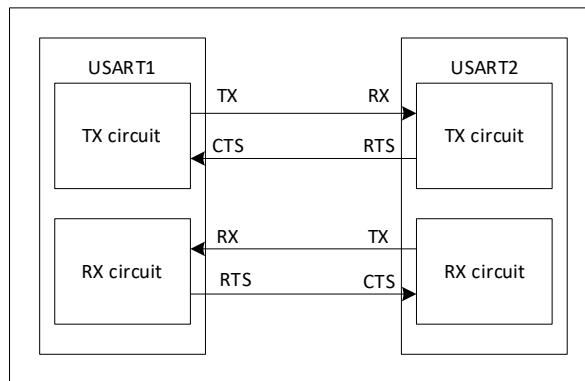 USART1 USART2
TX RX
TX circuit TX circuit
CTS RTS
RX TX
RX circuit RX circuit
RTS CTS